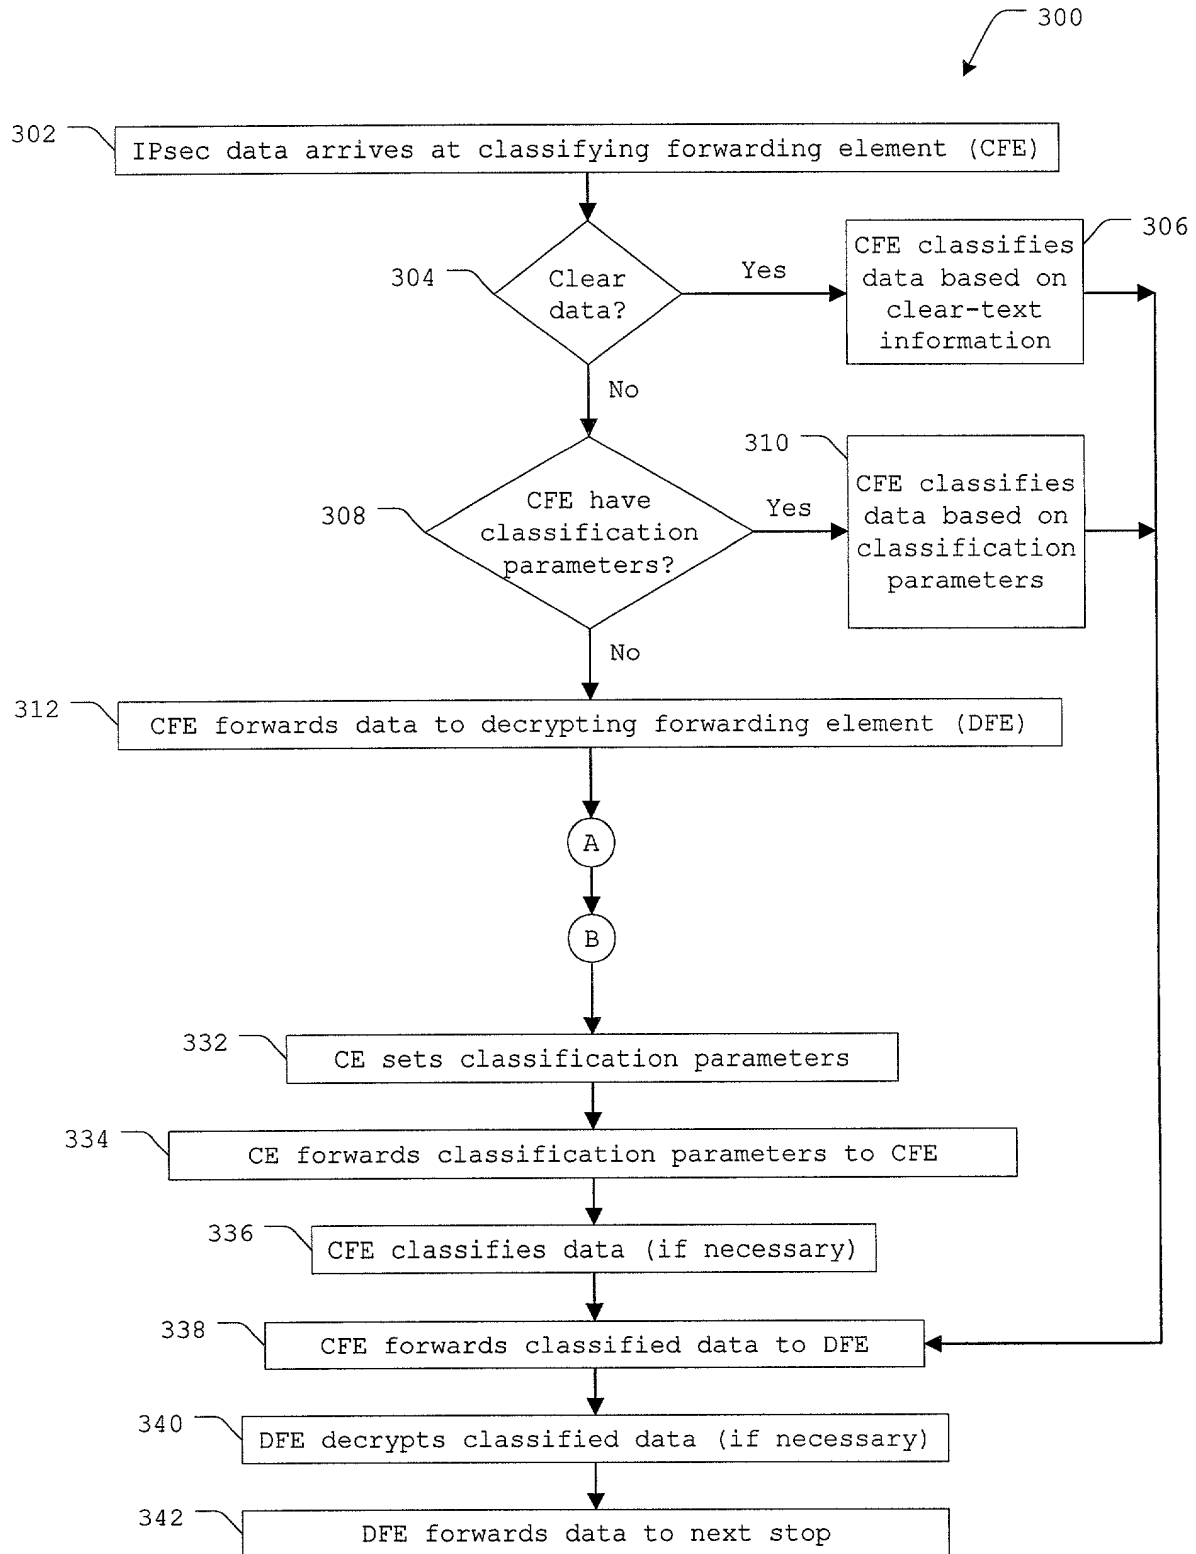 300
302
IPsec data arrives at classifying forwarding element (CFE)
304
Clear
data?
Yes
CFE classifies
data based on
clear-text
information
306
No
308
CFE have
classification
parameters?
Yes
310
CFE classifies
data based on
classification
parameters
No
312
CFE forwards data to decrypting forwarding element (DFE)
A
B
332
CE sets classification parameters
334
CE forwards classification parameters to CFE
336
CFE classifies data (if necessary)
338
CFE forwards classified data to DFE
340
DFE decrypts classified data (if necessary)
342
DFE forwards data to next stop